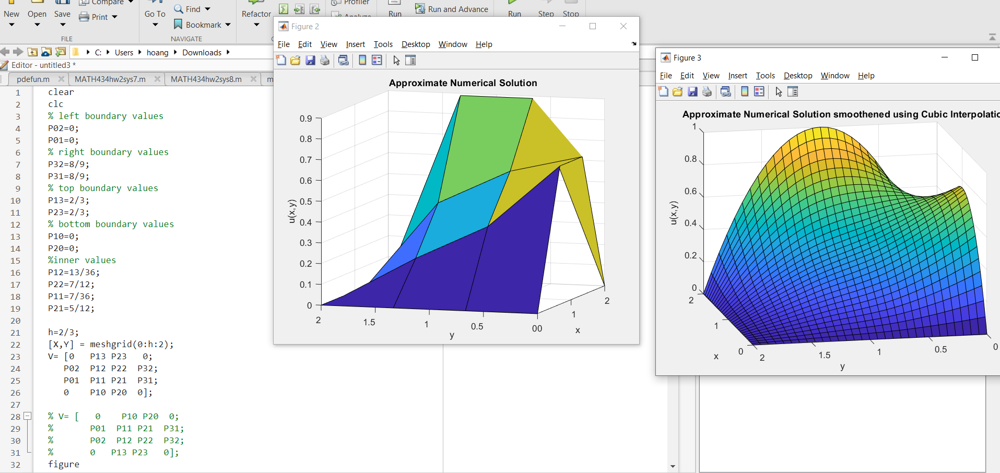 New
Open
Save
Compare
Print
FILE
Go To
Find
Bookmark
NAVIGATE
Refactor
Profiler
Analyze
Run
Run and Advance
Run
Step
Stop
C: Users hoang Downloads
Editor - untitled3 *
pdefun.m
MATH434hw2sys7.m
MATH434hw2sys8.m
m
1 clear
2 clc
3 % left boundary values
4 P02=0;
5 P01=0;
6 % right boundary values
7 P32=8/9;
8 P31=8/9;
9 % top boundary values
10 P13=2/3;
11 P23=2/3;
12 % bottom boundary values
13 P10=0;
14 P20=0;
15 %inner values
16 P12=13/36;
17 P22=7/12;
18 P11=7/36;
19 P21=5/12;
20
21 h=2/3;
22 [X,Y] = meshgrid(0:h:2);
23 V= [0 P13 P23 0;
24 P02 P12 P22 P32;
25 P01 P11 P21 P31;
26 0 P10 P20 0];
27
28 % V= [ 0 P10 P20 0;
29 % P01 P11 P21 P31;
30 % P02 P12 P22 P32;
31 % 0 P13 P23 0];
32 figure
Figure 2
File Edit View Insert Tools Desktop Window Help
Approximate Numerical Solution
0.9
0.8
0.7
0.6
0.5
0.4
0.3
0.2
0.1
0
u(x,y)
2
1.5
1
0.5
00
y
1
2
x
Figure 3
File Edit View Insert Tools Desktop Window Help
Approximate Numerical Solution smoothened using Cubic Interpolatio
1
0.8
0.6
0.4
0.2
0
u(x,y)
2
1
0
x
2
1.5
1
0.5
0
y